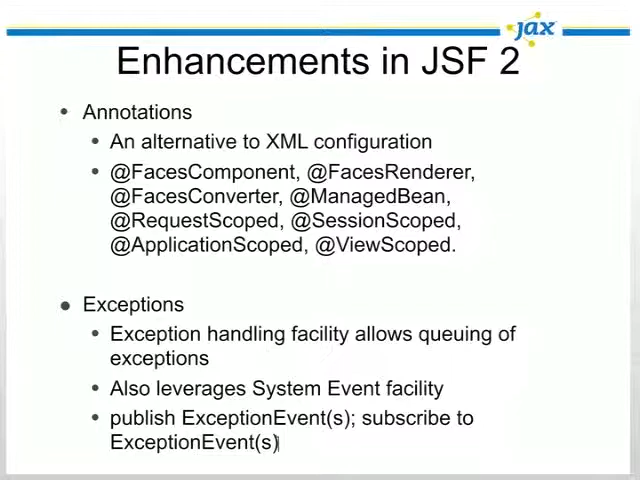 jax
Enhancements in JSF 2
• Annotations
• An alternative to XML configuration
• @FacesComponent, @FacesRenderer,
@FacesConverter, @ManagedBean,
@RequestScoped, @SessionScoped,
@ApplicationScoped, @ViewScoped.
• Exceptions
• Exception handling facility allows queuing of
exceptions
• Also leverages System Event facility
• publish ExceptionEvent(s); subscribe to
ExceptionEvent(s)